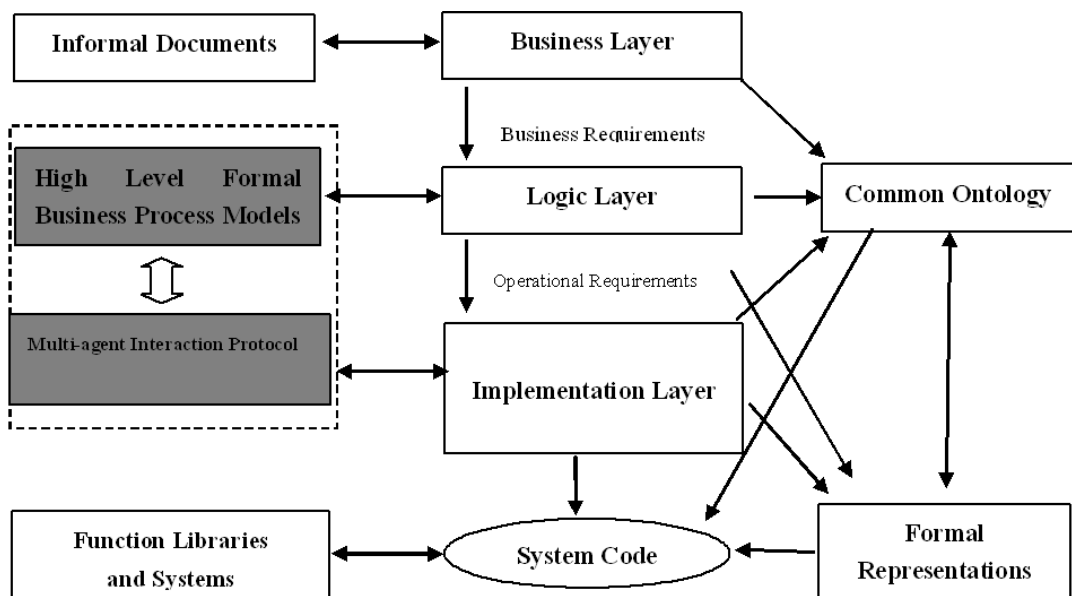 Informal Documents
Business Layer
Business Requirements
High Level Formal
Business Process Models
Logic Layer
Common Ontology
Operational Requirements
Multi-agent Interaction Protocol
Implementation Layer
Function Libraries
and Systems
System Code
Formal
Representations